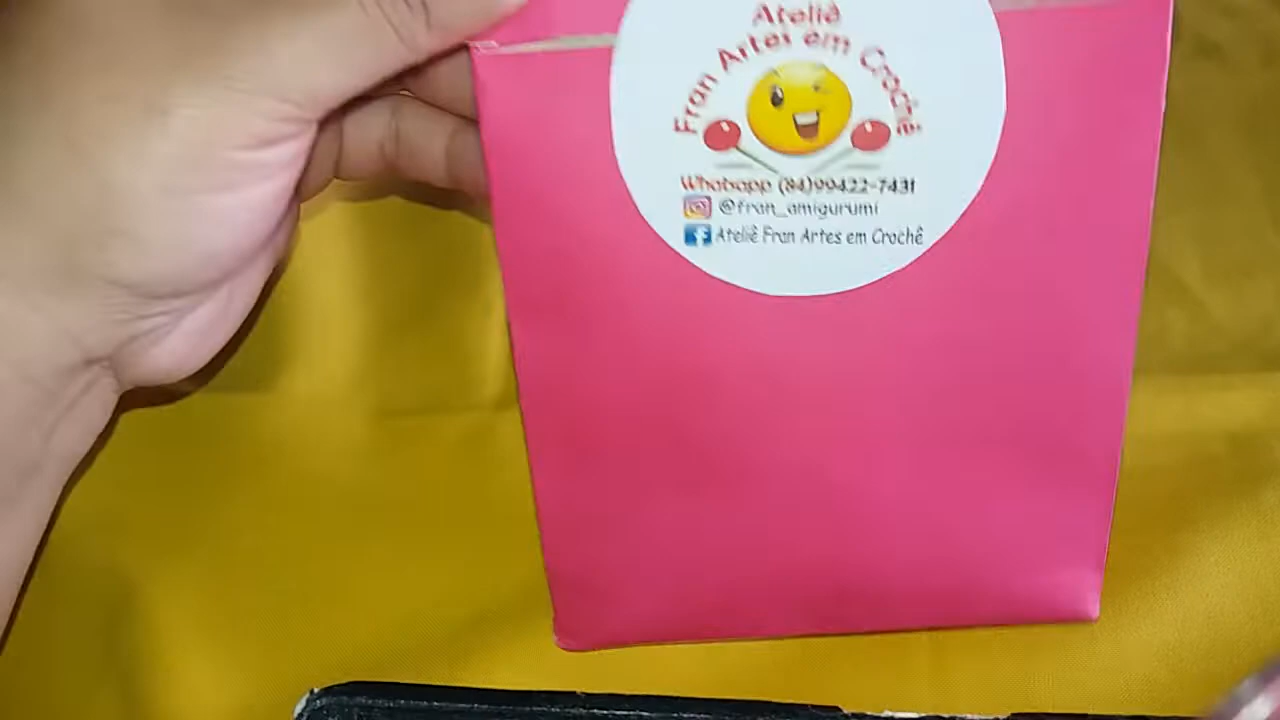 Ateliê
Fran Artes em Crochê
Whatsapp (84)99422-7431
@fran_amigurumi
Ateliê Fran Artes em Crochê